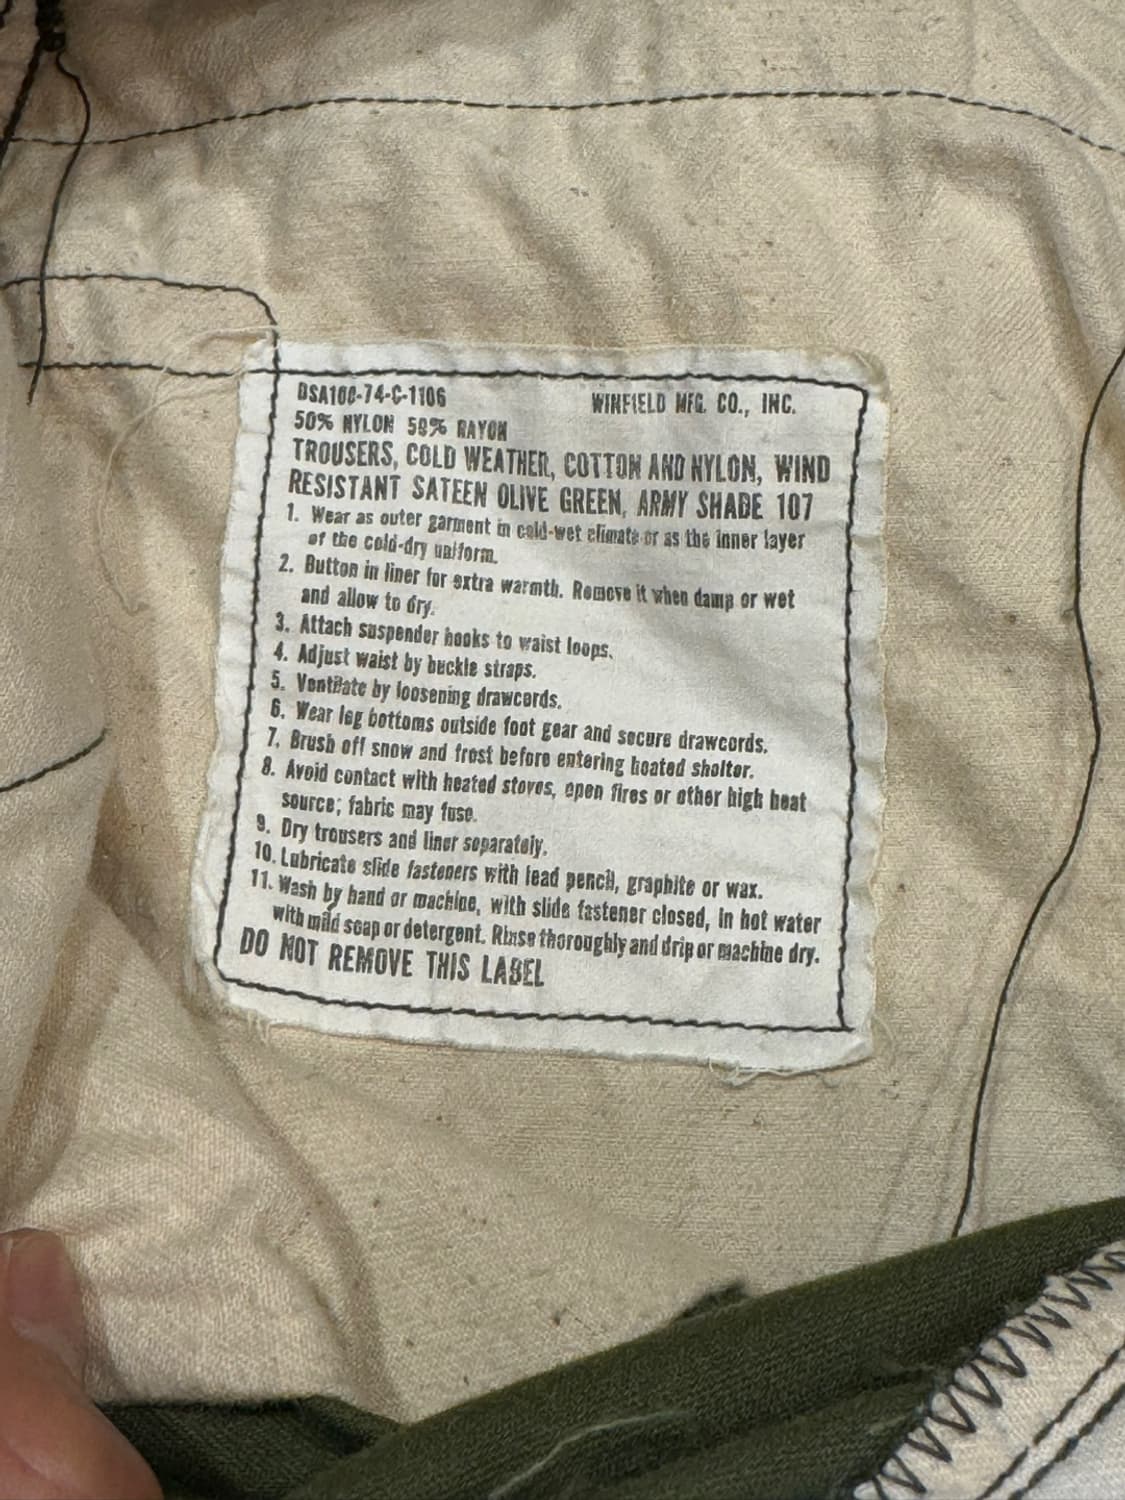 DSA100-74-C-1106 WINFIELD MFG. CO., INC.
50% NYLON 50% RAYON
TROUSERS, COLD WEATHER, COTTON AND NYLON, WIND
RESISTANT SATEEN OLIVE GREEN, ARMY SHADE 107
1. Wear as outer garment in cold-wet climate or as the inner layer
of the cold-dry uniform.
2. Button in liner for extra warmth. Remove it when damp or wet
and allow to dry.
3. Attach suspender hooks to waist loops.
4. Adjust waist by buckle straps.
5. Ventilate by loosening drawcords.
6. Wear leg bottoms outside foot gear and secure drawcords.
7. Brush off snow and frost before entering heated shelter.
8. Avoid contact with heated stoves, open fires or other high heat
source; fabric may fuse.
9. Dry trousers and liner separately.
10. Lubricate slide fasteners with lead pencil, graphite or wax.
11. Wash by hand or machine, with slide fastener closed, in hot water
with mild soap or detergent. Rinse thoroughly and drip or machine dry.
DO NOT REMOVE THIS LABEL